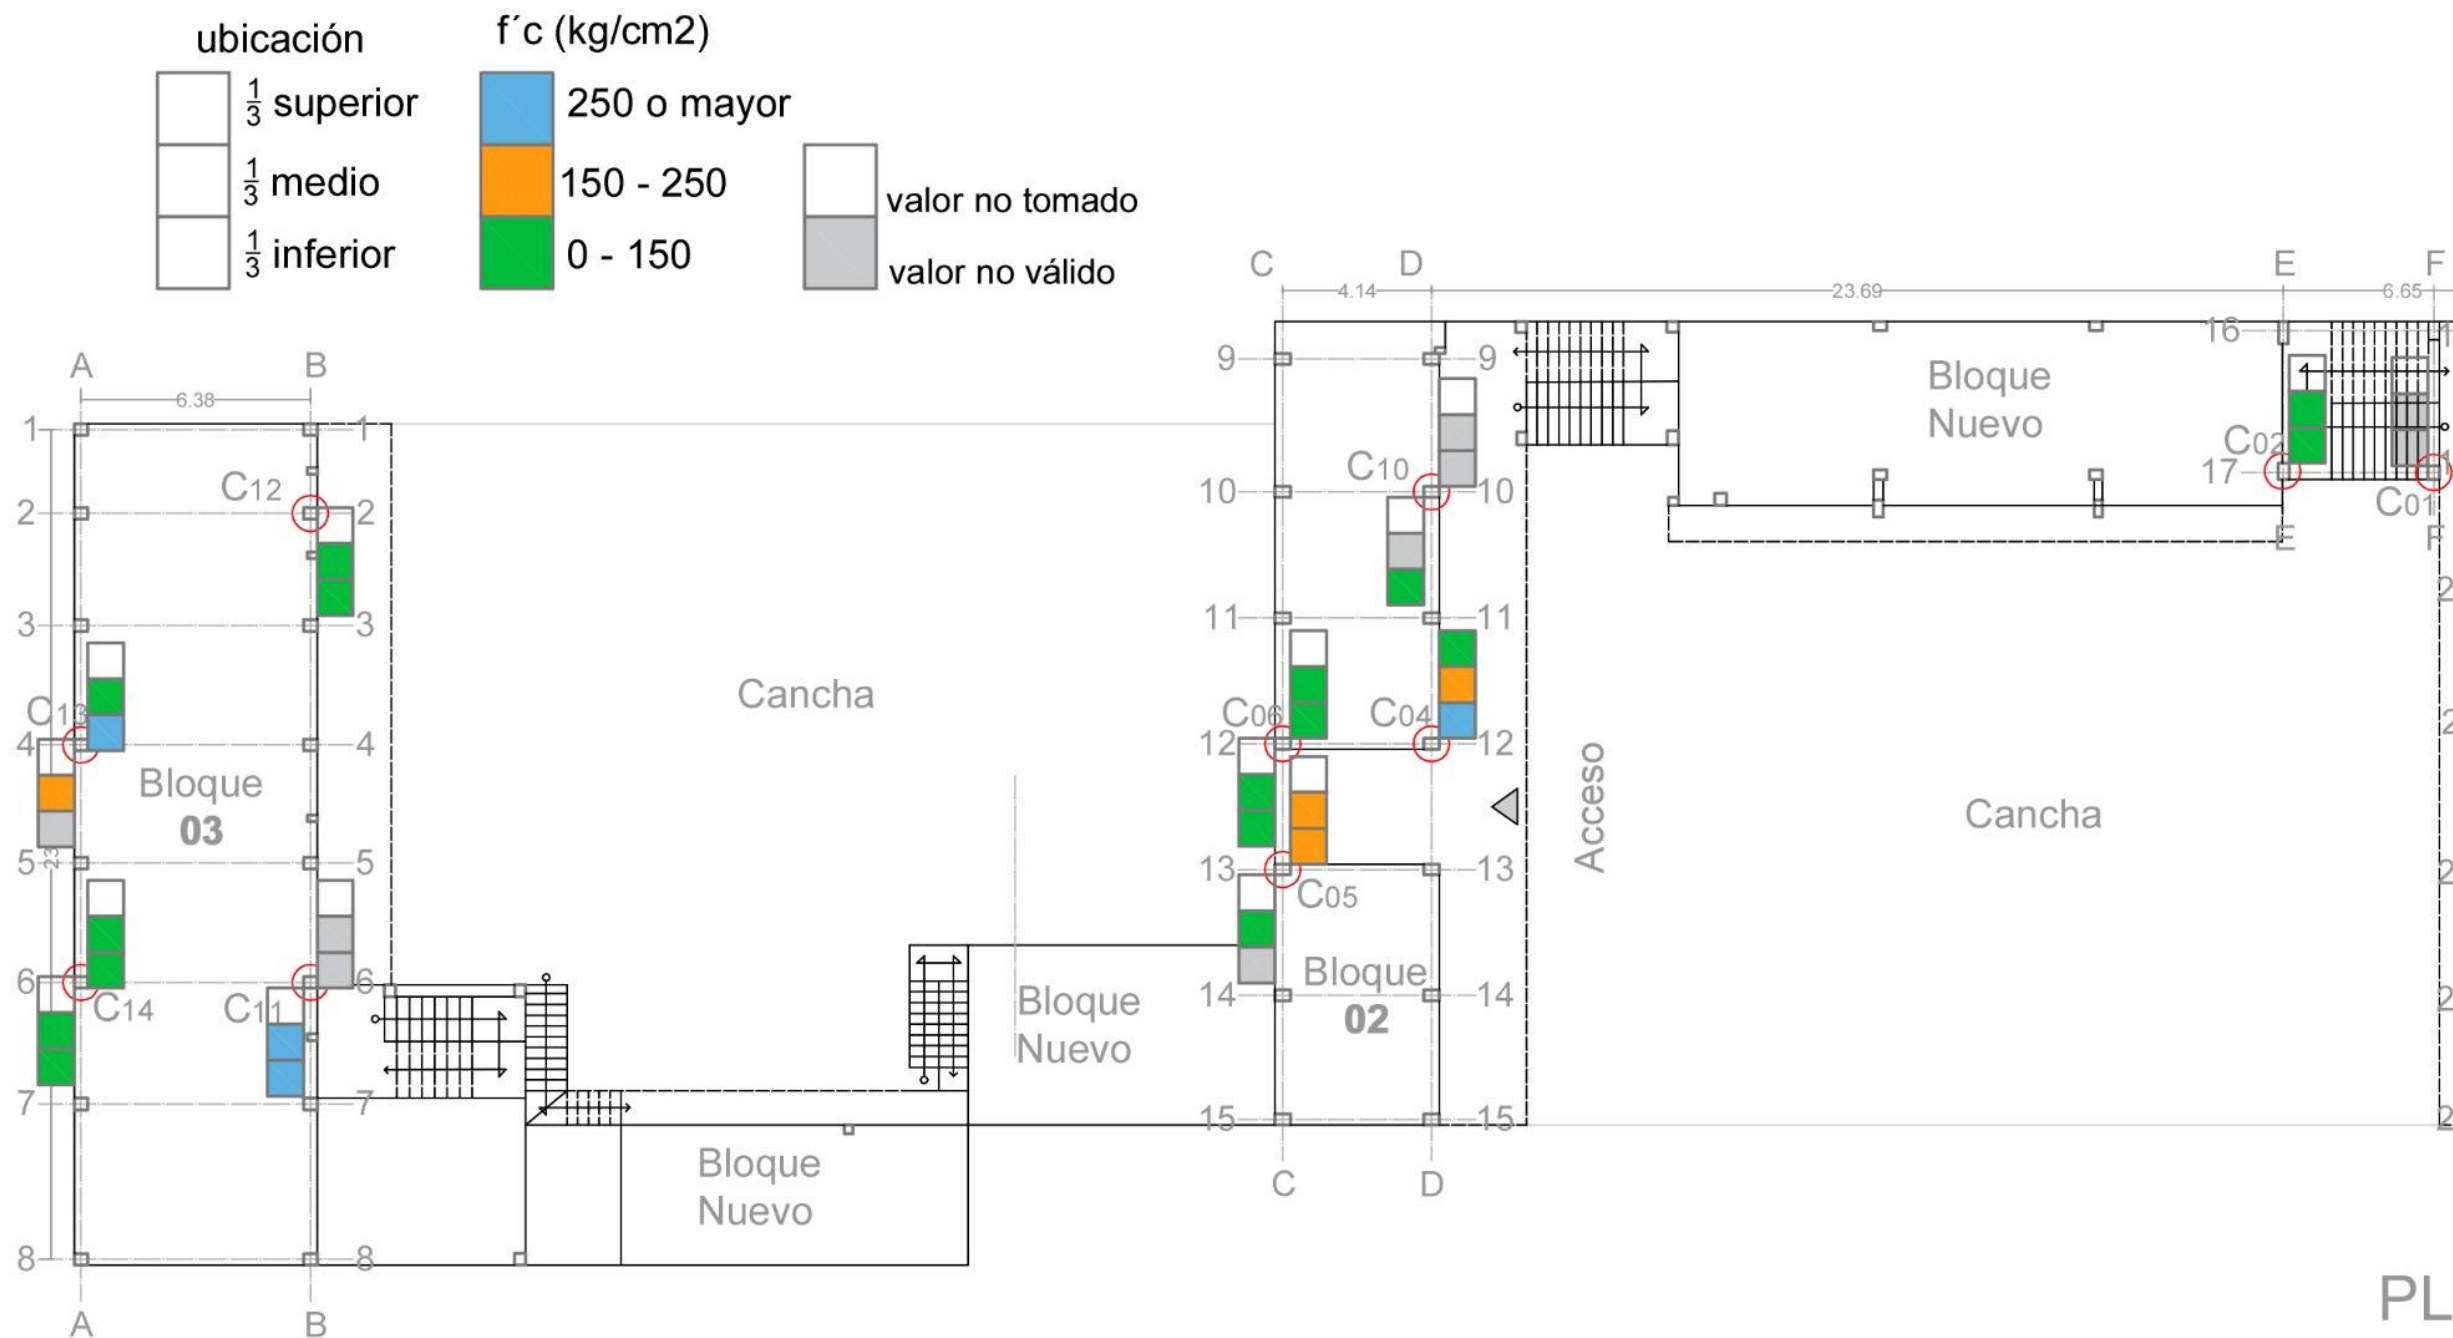 ubicación
1/3 superior
1/3 medio
1/3 inferior
f´c (kg/cm2)
250 o mayor
150 - 250
0 - 150
valor no tomado
valor no válido
C D E F
4.14 23.69 6.65
A B
6.38
1 1
2 2
3 3
4 4
5 5
6 6
7 7
8 8
A B
C12
C13
C14
C11
23
Bloque
03
Cancha
Bloque
Nuevo
Bloque
Nuevo
9 9
10 10
11 11
12 12
13 13
14 14
15 15
C D
C10
C06
C04
C05
Bloque
02
Acceso
Bloque
Nuevo
16
17
C02
C01
E F
Cancha
PL